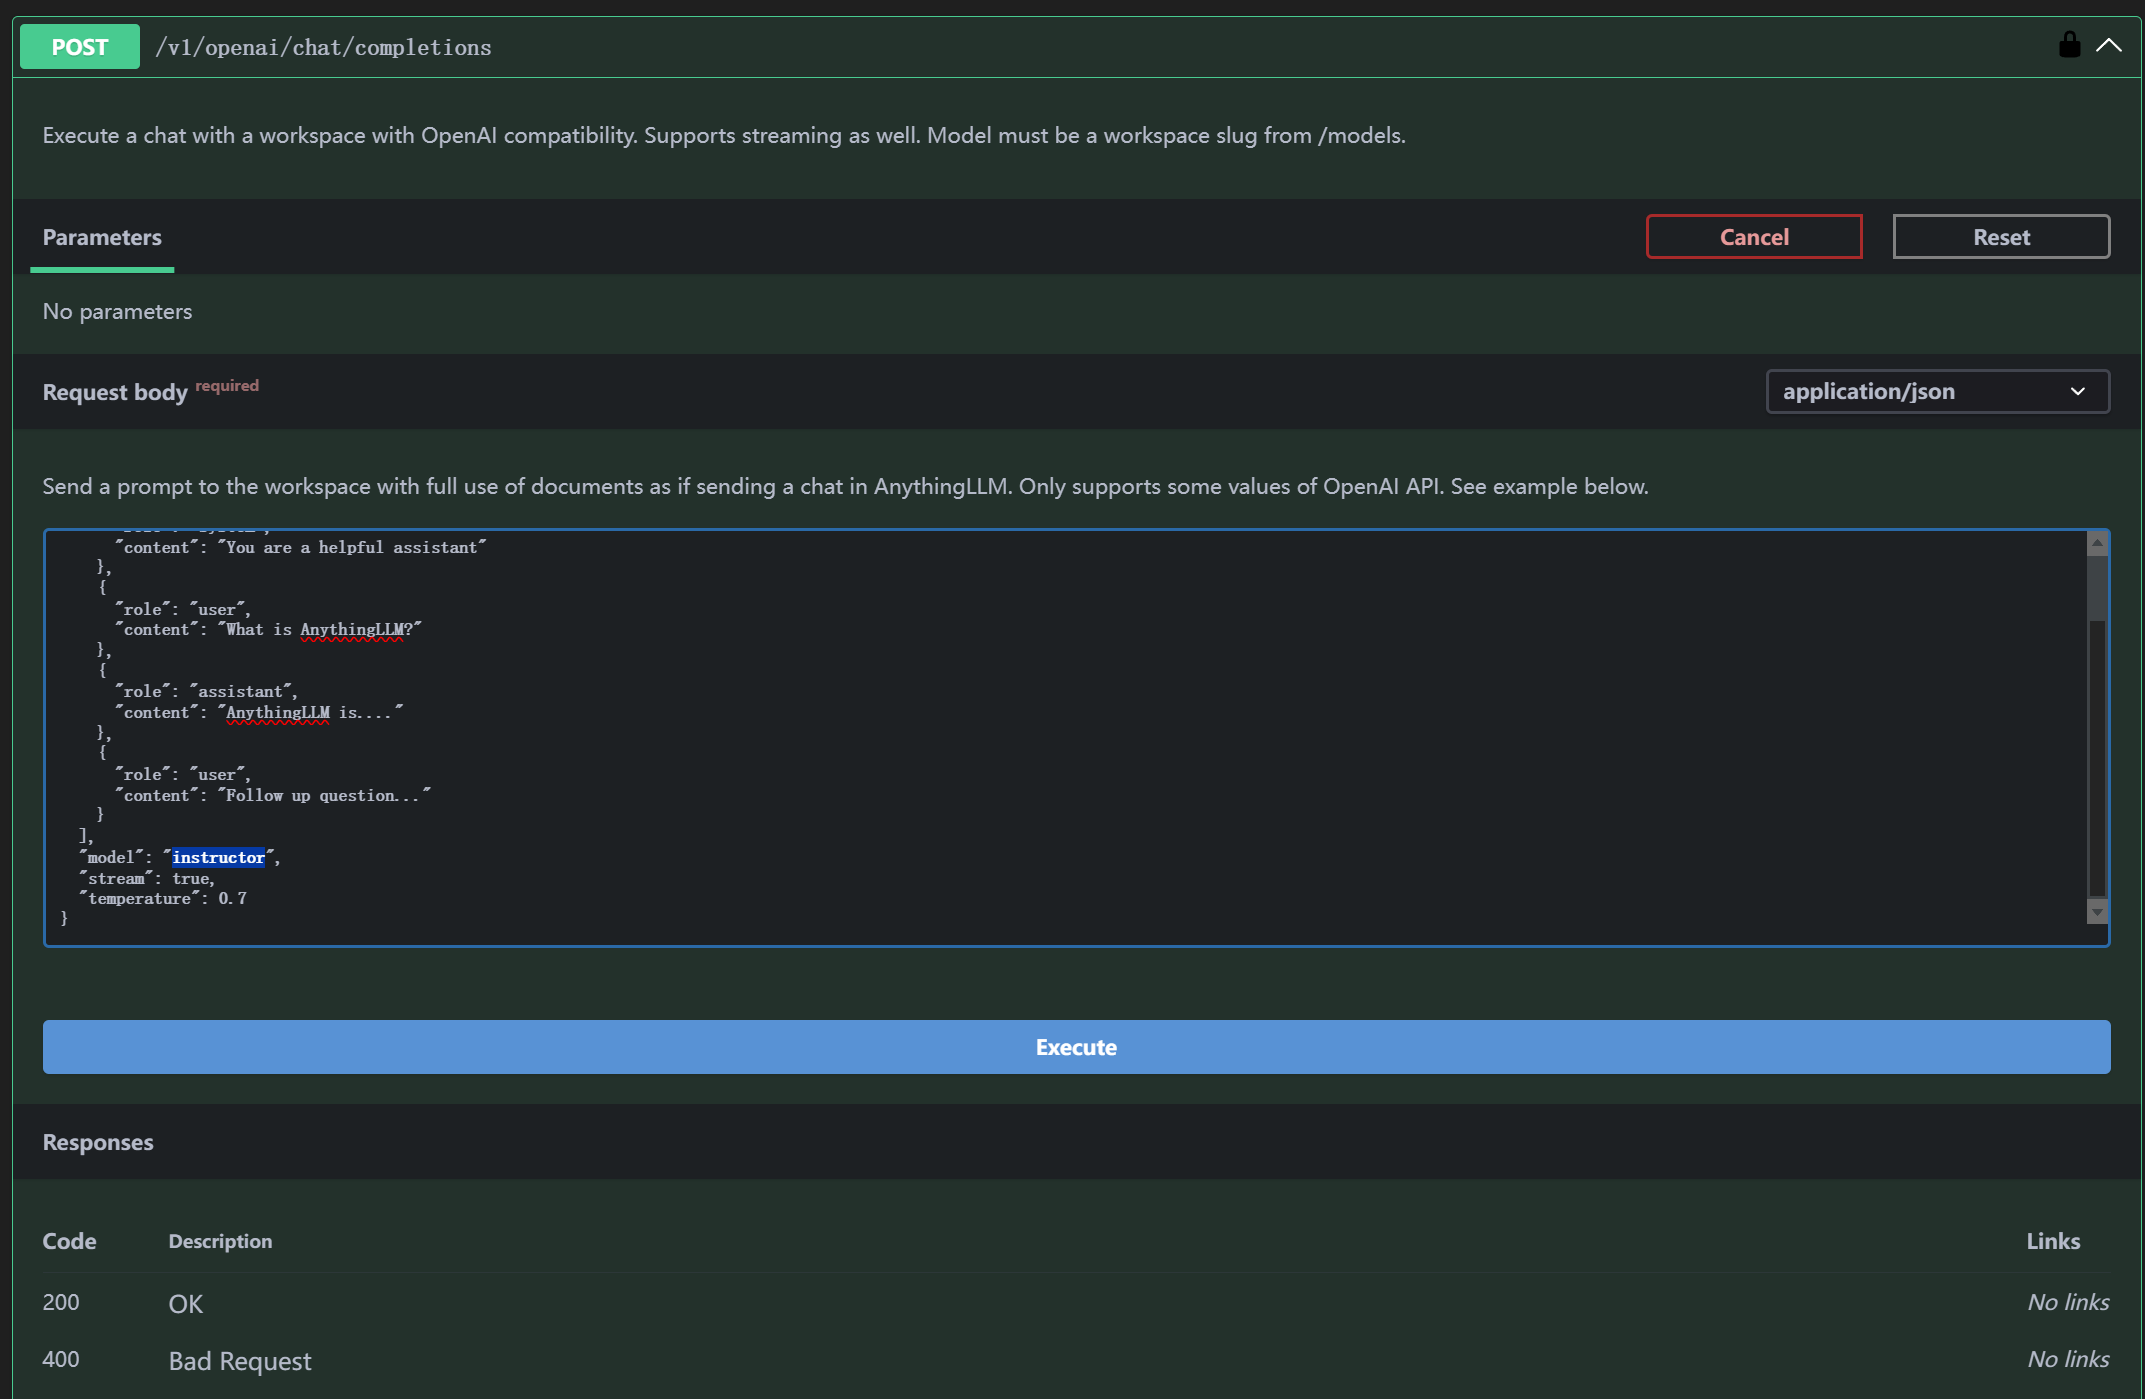 POST /v1/openai/chat/completions
Execute a chat with a workspace with OpenAI compatibility. Supports streaming as well. Model must be a workspace slug from /models.
Parameters
Cancel
Reset
No parameters
Request body required
application/json
Send a prompt to the workspace with full use of documents as if sending a chat in AnythingLLM. Only supports some values of OpenAI API. See example below.
"content": "You are a helpful assistant"
},
{
"role": "user",
"content": "What is AnythingLLM?"
},
{
"role": "assistant",
"content": "AnythingLLM is...."
},
{
"role": "user",
"content": "Follow up question..."
}
],
"model": "instructor",
"stream": true,
"temperature": 0.7
}
Execute
Responses
Code Description Links
200 OK No links
400 Bad Request No links